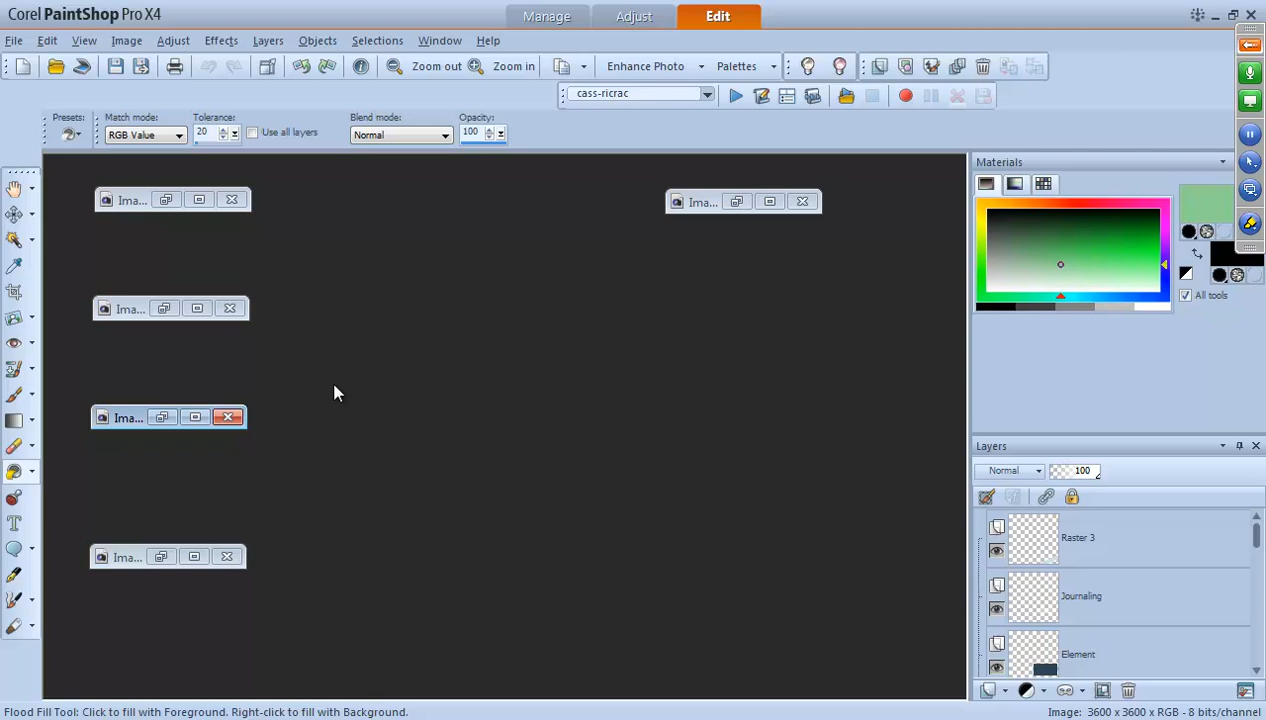 Corel PaintShop Pro X4
Manage Adjust Edit
File Edit View Image Adjust Effects Layers Objects Selections Window Help
Zoom out Zoom in Enhance Photo Palettes
cass-ricrac
Presets: Match mode: Tolerance: Blend mode: Opacity:
RGB Value 20 Use all layers Normal 100
Materials
Ima...
Ima...
Ima...
Ima...
Ima...
All tools
Layers
Normal 100
Raster 3
Journaling
Element
Flood Fill Tool: Click to fill with Foreground. Right-click to fill with Background.
Image: 3600 x 3600 x RGB - 8 bits/channel